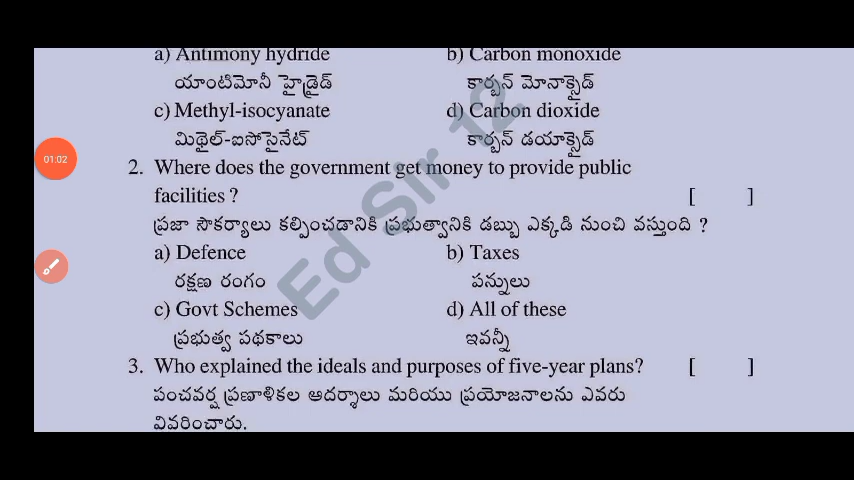 a) Antimony hydride b) Carbon monoxide
యాంటిమోనీ హైడ్రైడ్ కార్బన్ మోనాక్సైడ్
c) Methyl-isocyanate d) Carbon dioxide
మిథైల్-ఐసోసైనేట్ కార్బన్ డయాక్సైడ్
01:02
2. Where does the government get money to provide public
facilities ? [ ]
ప్రజా సౌకర్యాలు కల్పించడానికి ప్రభుత్వానికి డబ్బు ఎక్కడి నుంచి వస్తుంది ?
a) Defence b) Taxes
రక్షణ రంగం పన్నులు
c) Govt Schemes d) All of these
ప్రభుత్వ పథకాలు ఇవన్నీ
3. Who explained the ideals and purposes of five-year plans? [ ]
పంచవర్ష ప్రణాళికల ఆదర్శాలు మరియు ప్రయోజనాలను ఎవరు
వివరించారు.
Ed Sir 12